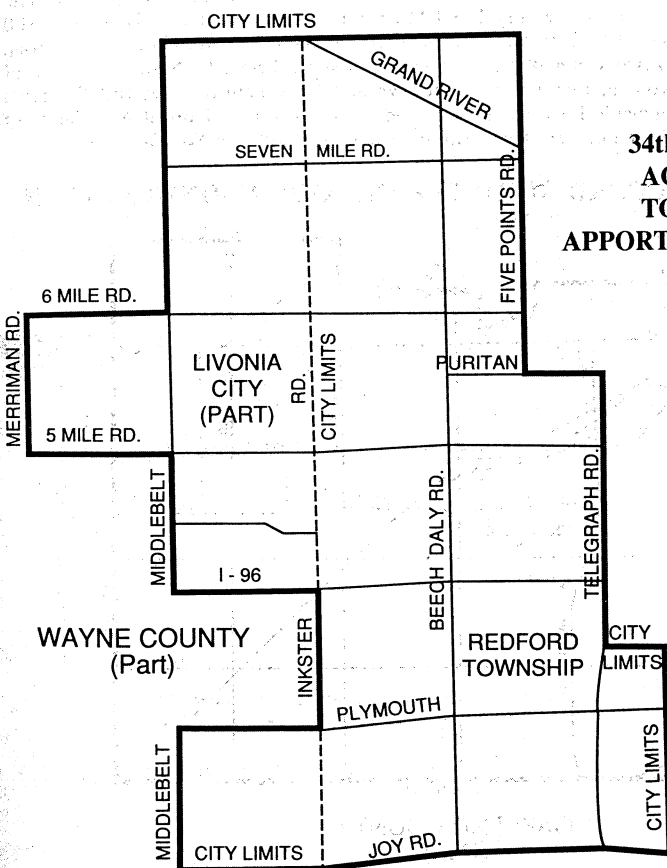 CITY LIMITS
GRAND RIVER
SEVEN MILE RD.
FIVE POINTS RD.
34th
TO
APPORT
6 MILE RD.
MERRIMAN RD.
LIVONIA
CITY
(PART)
RD.
CITY LIMITS
PURITAN
5 MILE RD.
MIDDLEBELT
I - 96
BEECH DALY RD.
TELEGRAPH RD.
WAYNE COUNTY
(Part)
INKSTER
REDFORD
TOWNSHIP
CITY
LIMITS
PLYMOUTH
MIDDLEBELT
CITY LIMITS
CITY LIMITS
JOY RD.